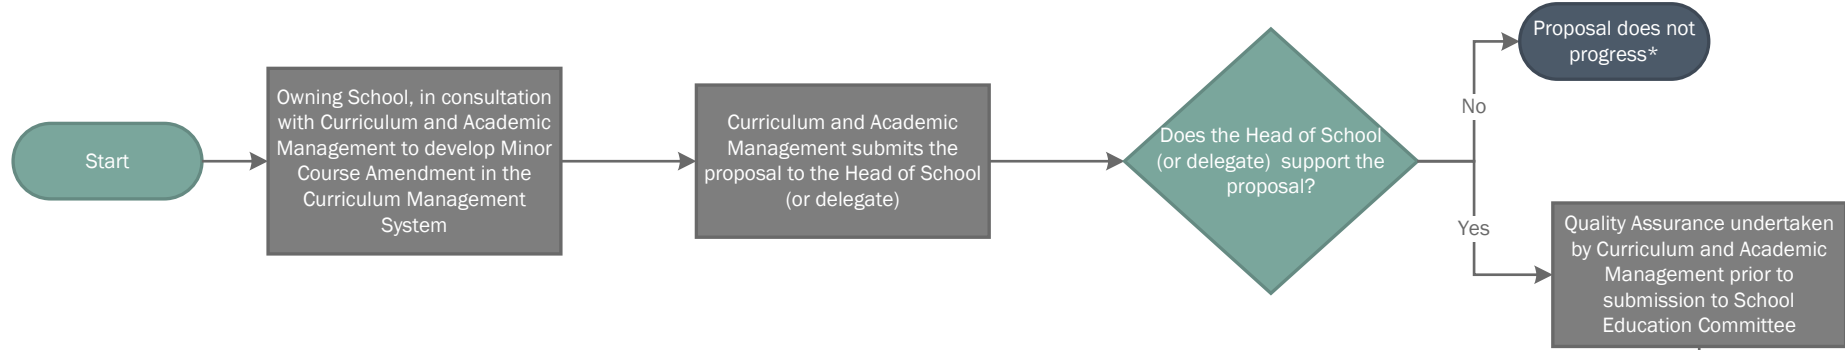 Start
Owning School, in consultation
with Curriculum and Academic
Management to develop Minor
Course Amendment in the
Curriculum Management
System
Curriculum and Academic
Management submits the
proposal to the Head of School
(or delegate)
Does the Head of School
(or delegate)  support the
proposal?
No
Proposal does not
progress*
Yes
Quality Assurance undertaken
by Curriculum and Academic
Management prior to
submission to School
Education Committee